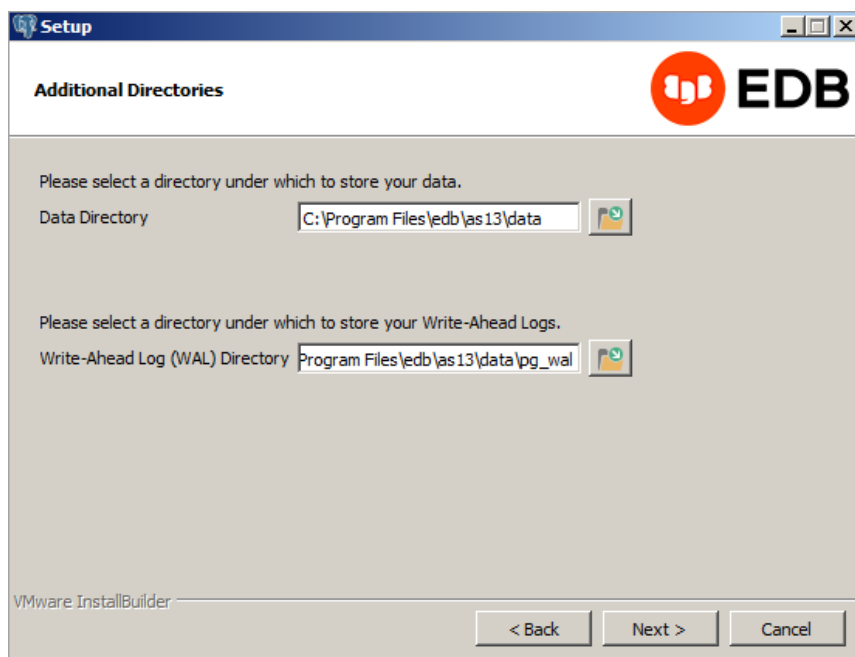 Setup
Additional Directories
EDB
Please select a directory under which to store your data.
Data Directory C:\Program Files\edb\as13\data
Please select a directory under which to store your Write-Ahead Logs.
Write-Ahead Log (WAL) Directory Program Files\edb\as13\data\pg_wal
VMware InstallBuilder
< Back Next > Cancel